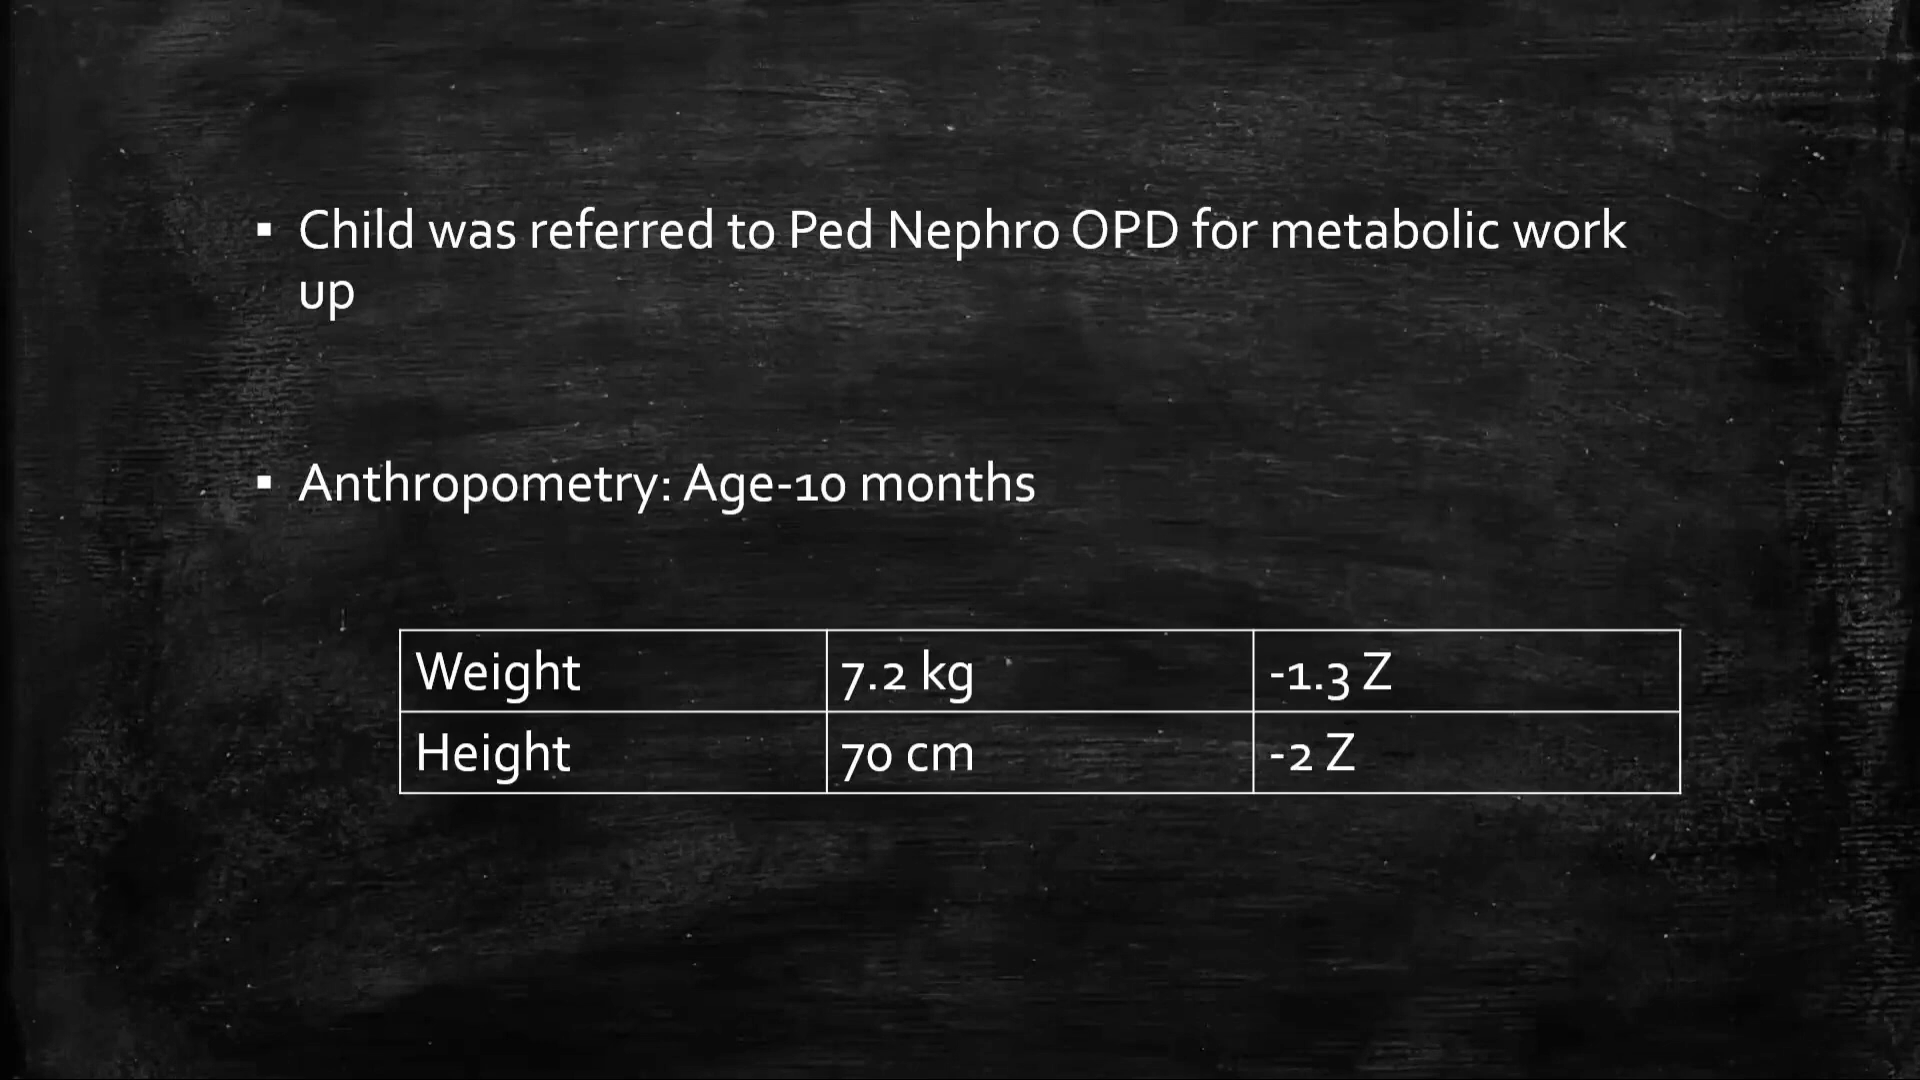 ▪ Child was referred to Ped Nephro OPD for metabolic work
up
▪ Anthropometry: Age-10 months
Weight 7.2 kg -1.3 Z
Height 70 cm -2 Z